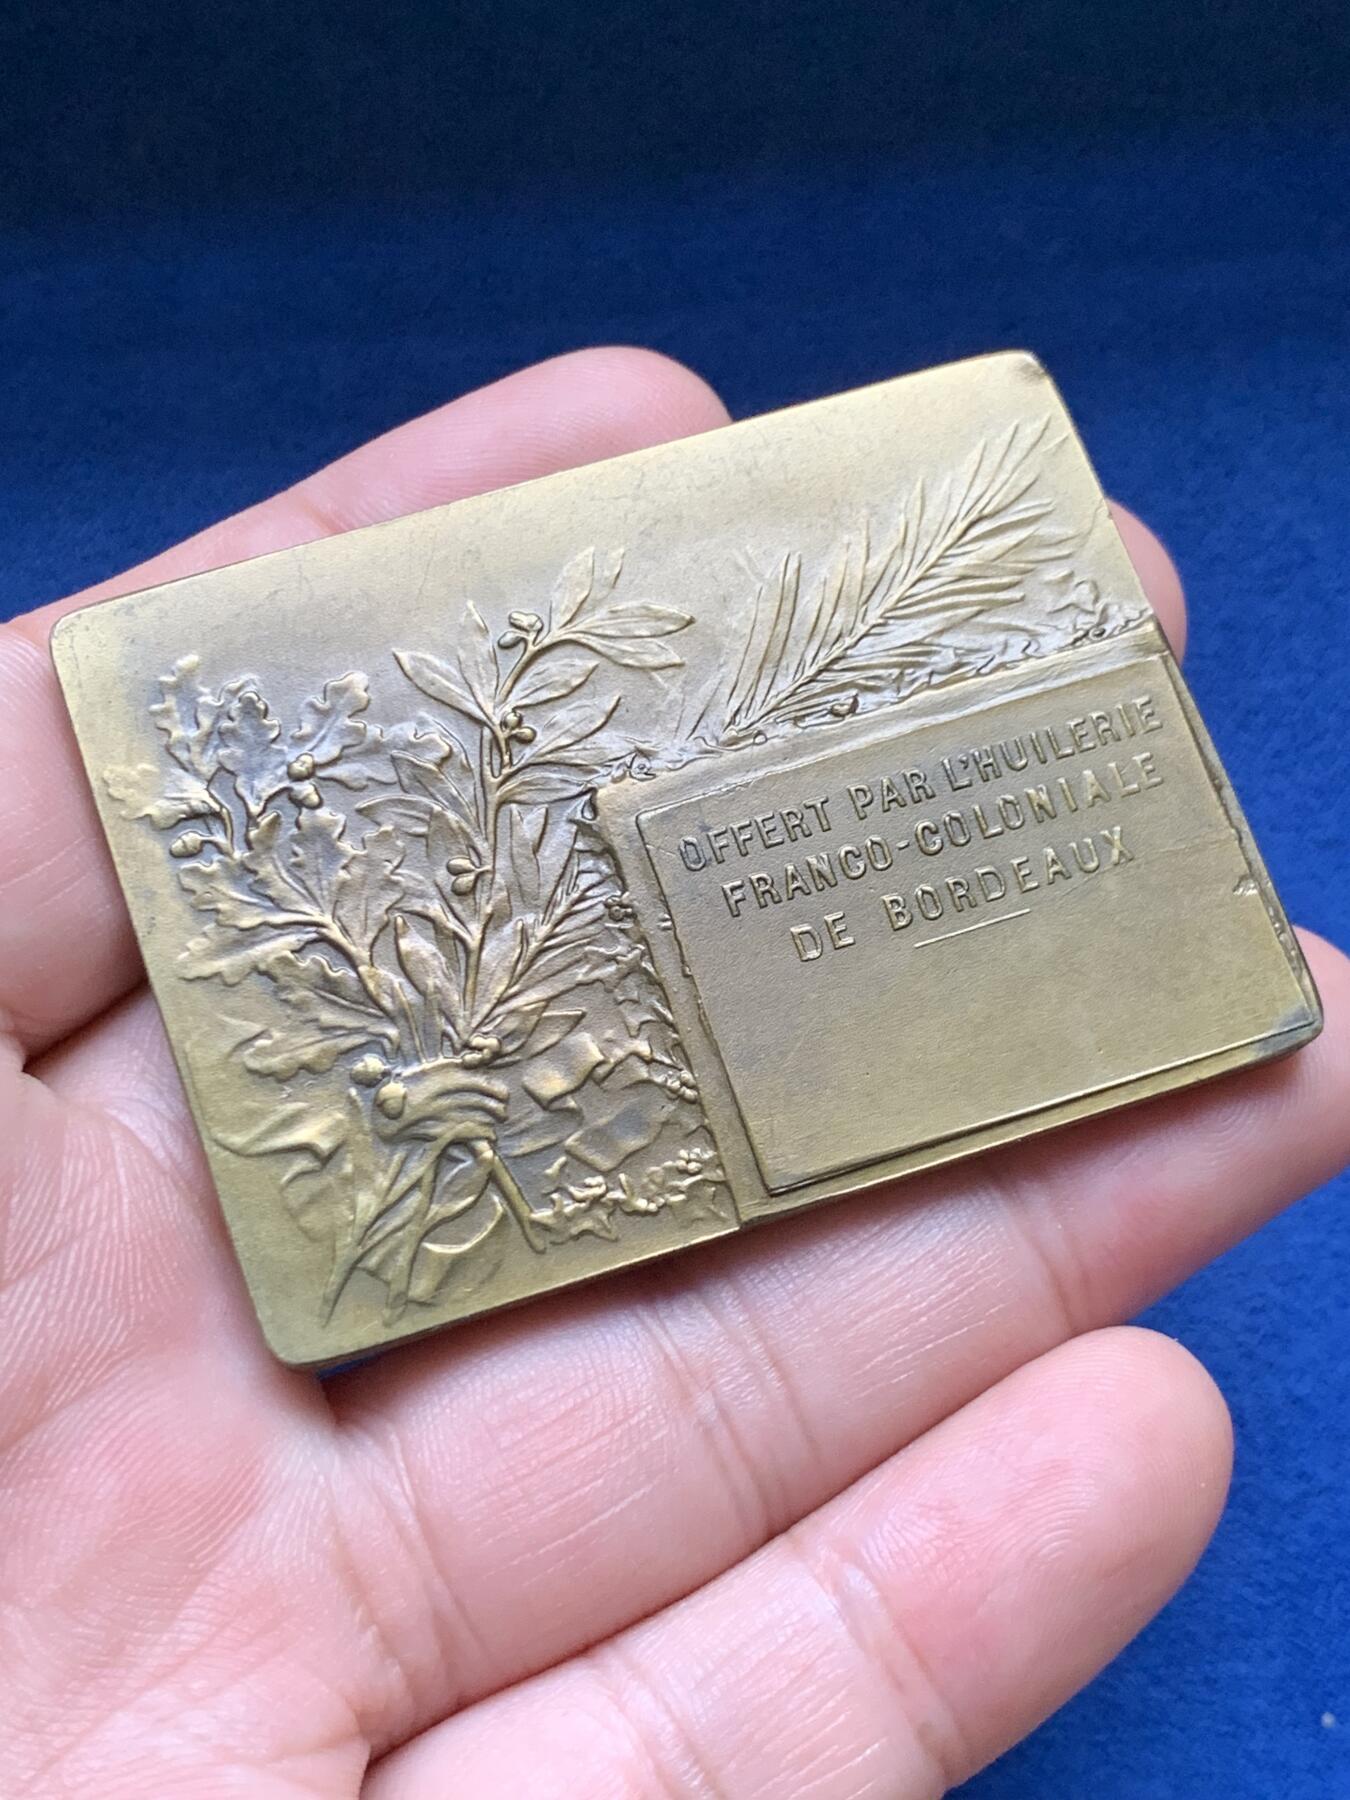 OFFERT PAR L'HUILERIE
FRANCO-COLONIALE
DE BORDEAUX